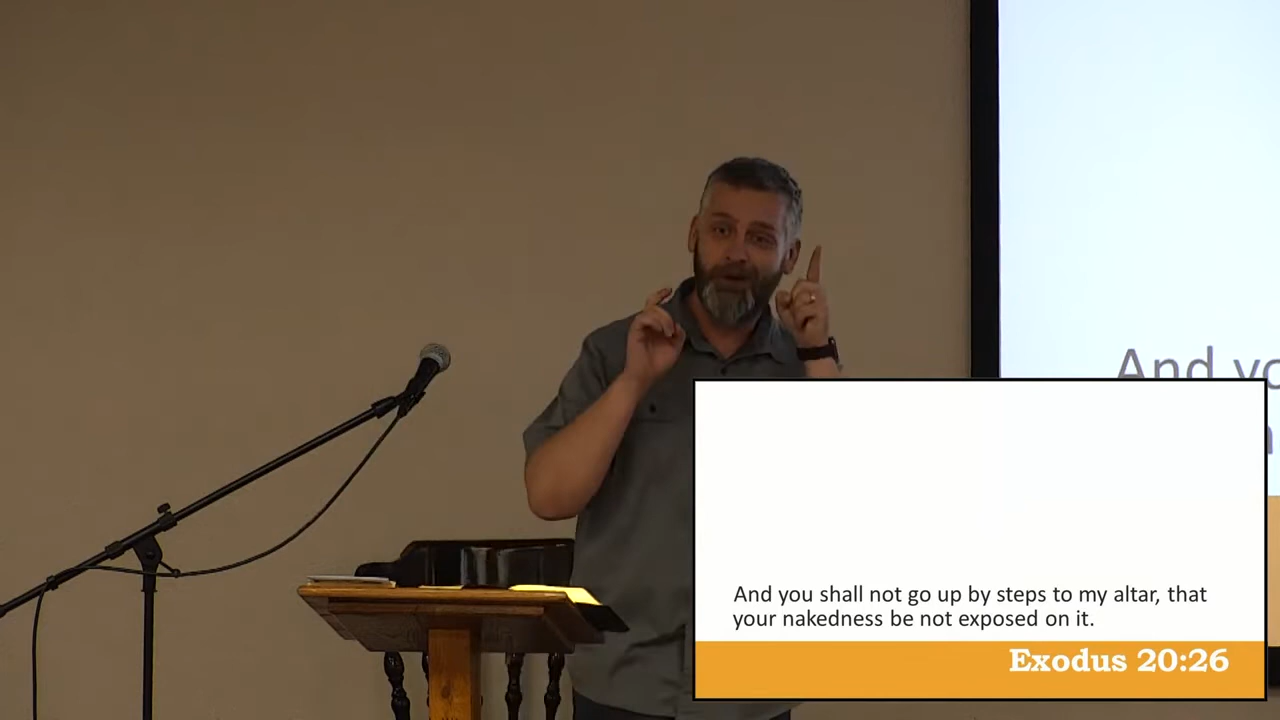 And
And you shall not go up by steps to my altar, that
your nakedness be not exposed on it.
Exodus 20:26